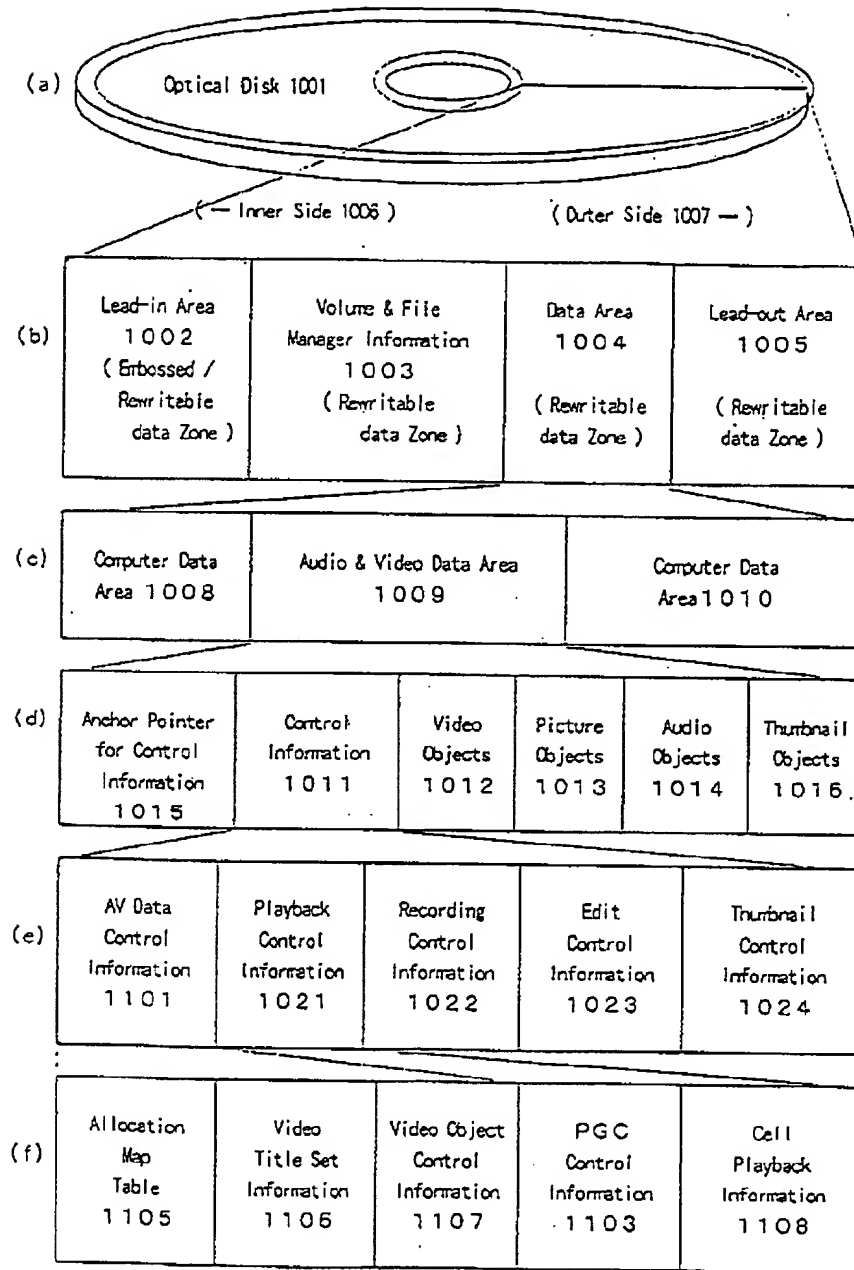 (a)
Optical Disk 1001
( — Inner Side 1006 )
( Outer Side 1007 — )
(b)
Lead-in Area
1002
( Embossed /
Rewritable
data Zone )
Volume & File
Manager Information
1003
( Rewritable
data Zone )
Data Area
1004
( Rewritable
data Zone )
Lead-out Area
1005
( Rewritable
data Zone )
(c)
Computer Data
Area 1008
Audio & Video Data Area
1009
Computer Data
Area 1010
(d)
Anchor Pointer
for Control
Information
1015
Control
Information
1011
Video
Objects
1012
Picture
Objects
1013
Audio
Objects
1014
Thumbnail
Objects
1016
(e)
AV Data
Control
Information
1101
Playback
Control
Information
1021
Recording
Control
Information
1022
Edit
Control
Information
1023
Thumbnail
Control
Information
1024
(f)
Allocation
Map
Table
1105
Video
Title Set
Information
1106
Video Object
Control
Information
1107
PGC
Control
Information
1103
Cell
Playback
Information
1108